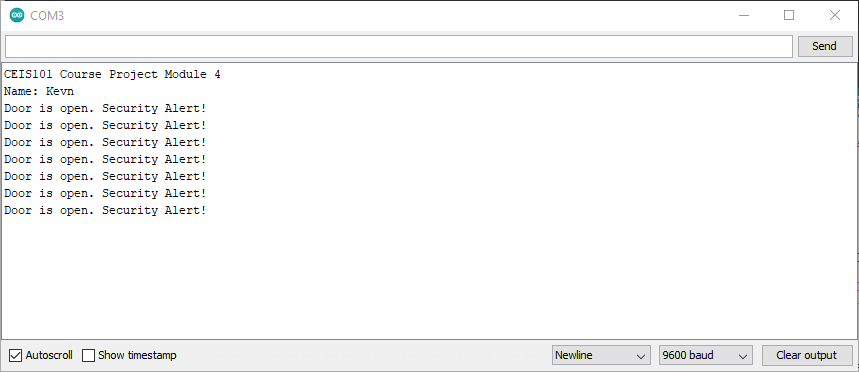 COM3
Send
CEIS101 Course Project Module 4
Name: Kevn
Door is open. Security Alert!
Door is open. Security Alert!
Door is open. Security Alert!
Door is open. Security Alert!
Door is open. Security Alert!
Door is open. Security Alert!
Door is open. Security Alert!
Autoscroll Show timestamp Newline 9600 baud Clear output